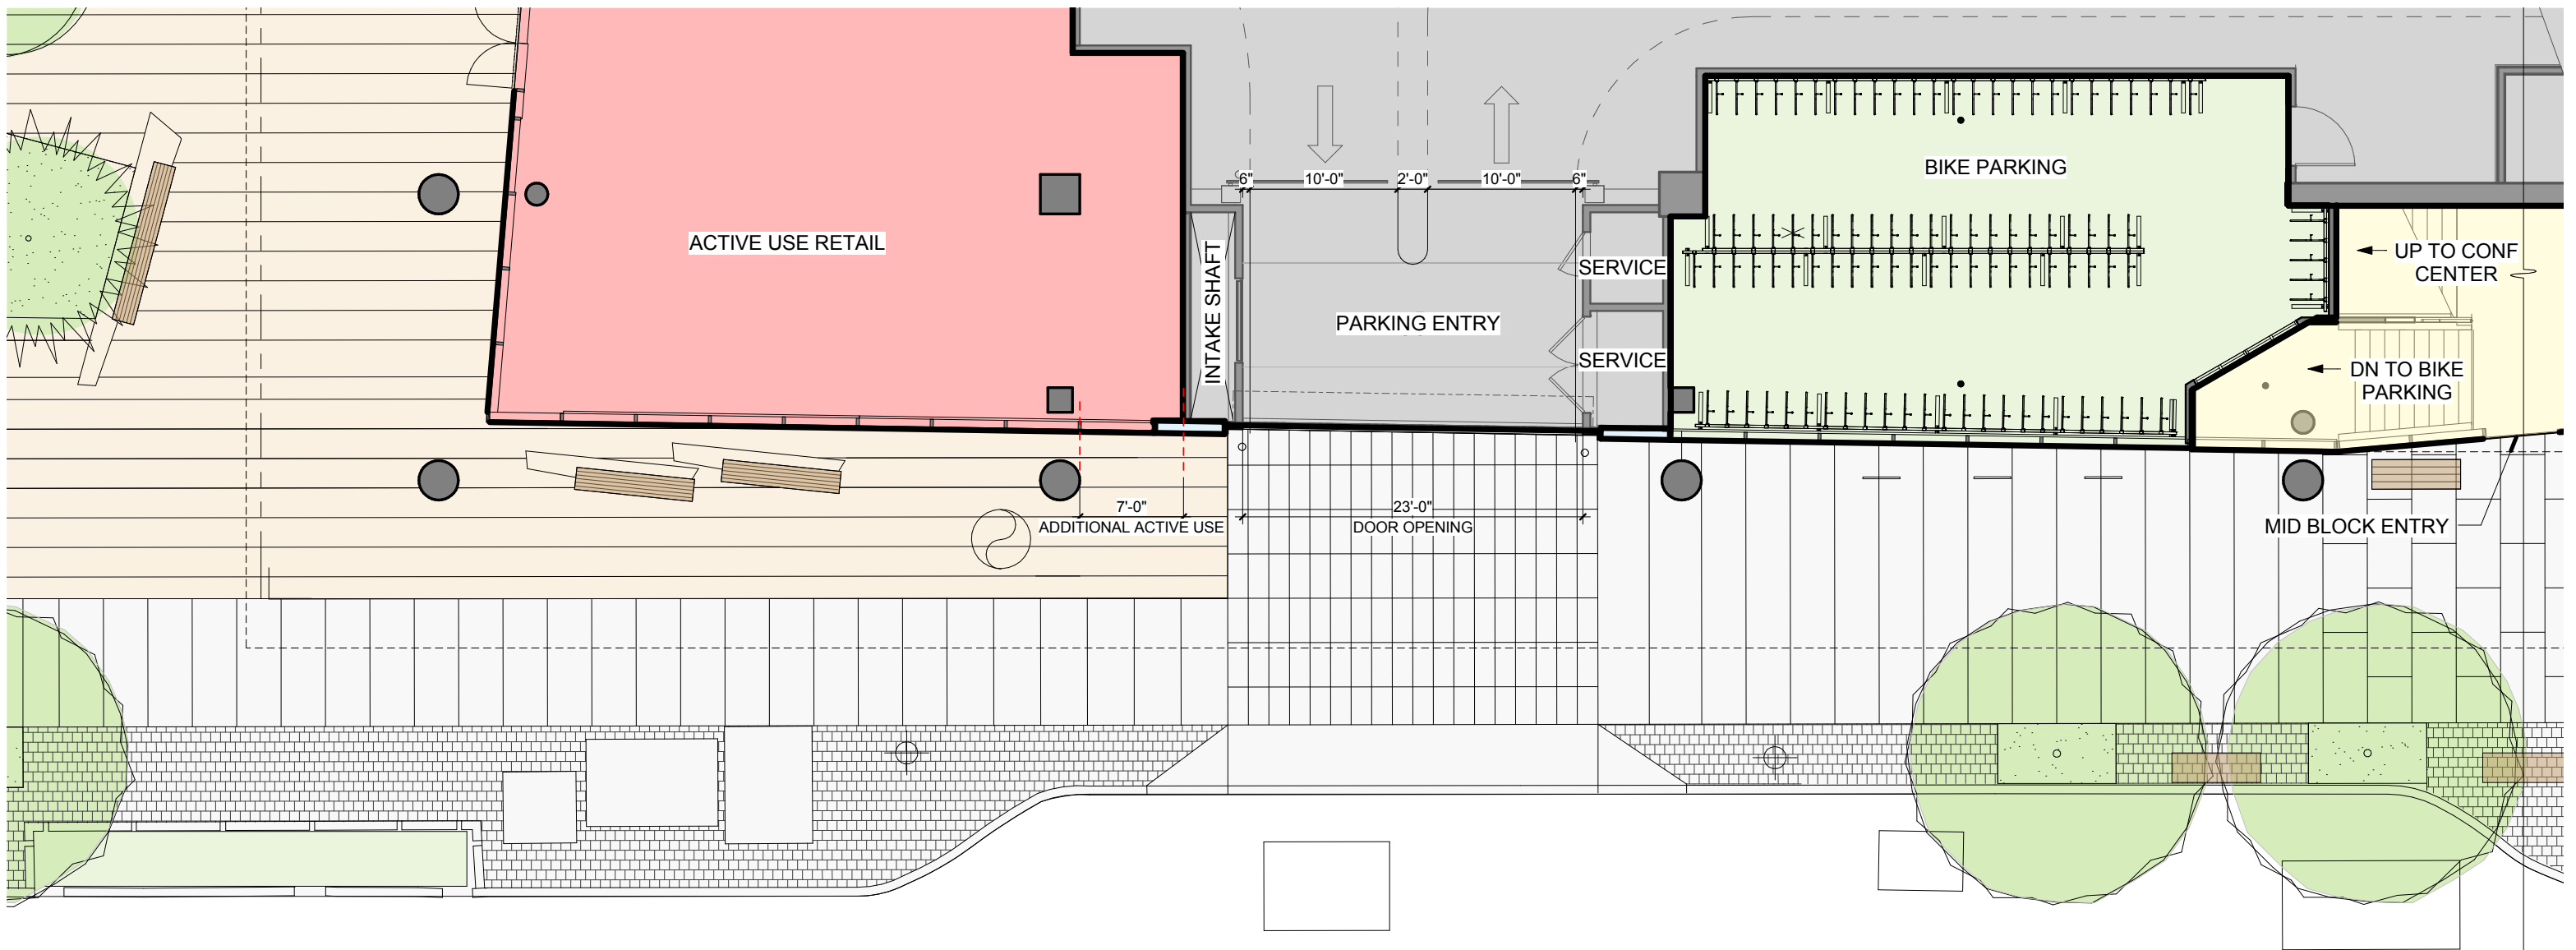 6"
10'-0"
2'-0"
10'-0"
6"
BIKE PARKING
ACTIVE USE RETAIL
INTAKE SHAFT
SERVICE
UP TO CONF
CENTER
PARKING ENTRY
SERVICE
DN TO BIKE
PARKING
7'-0"
ADDITIONAL ACTIVE USE
23'-0"
DOOR OPENING
MID BLOCK ENTRY